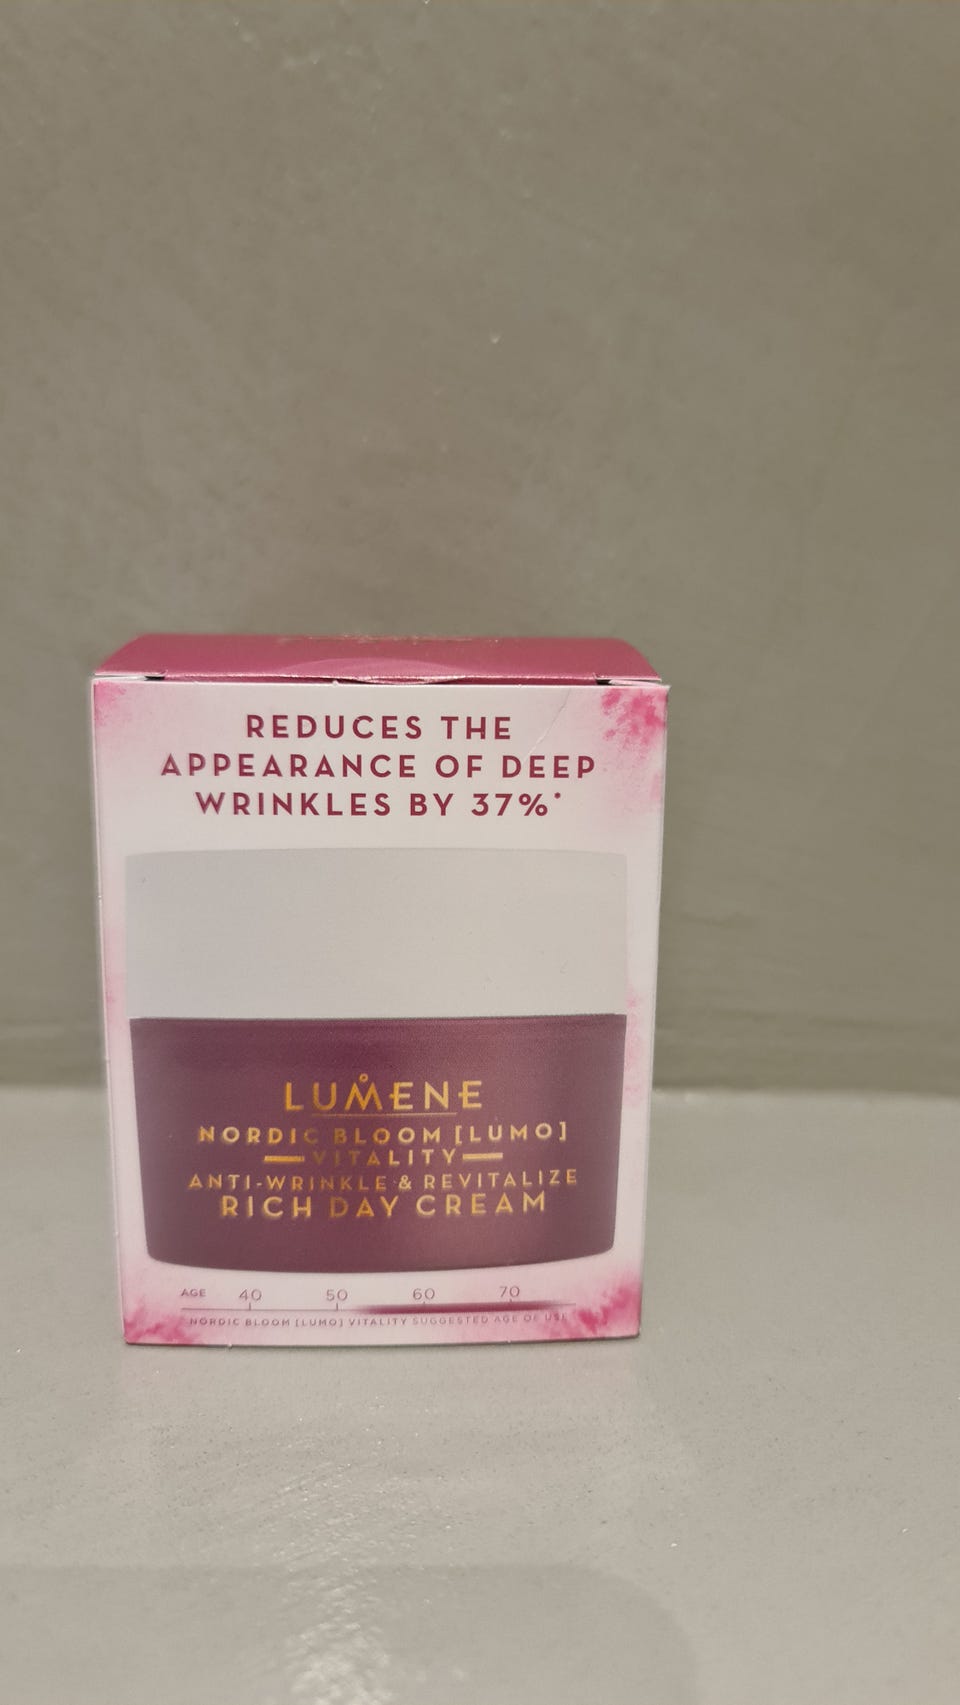 REDUCES THE
APPEARANCE OF DEEP
WRINKLES BY 37%*
LUMENE
NORDIC BLOOM [LUMO]
VITALITY
ANTI-WRINKLE & REVITALIZE
RICH DAY CREAM
AGE 40 50 60 70
NORDIC BLOOM [LUMO] VITALITY SUGGESTED AGE OF USE